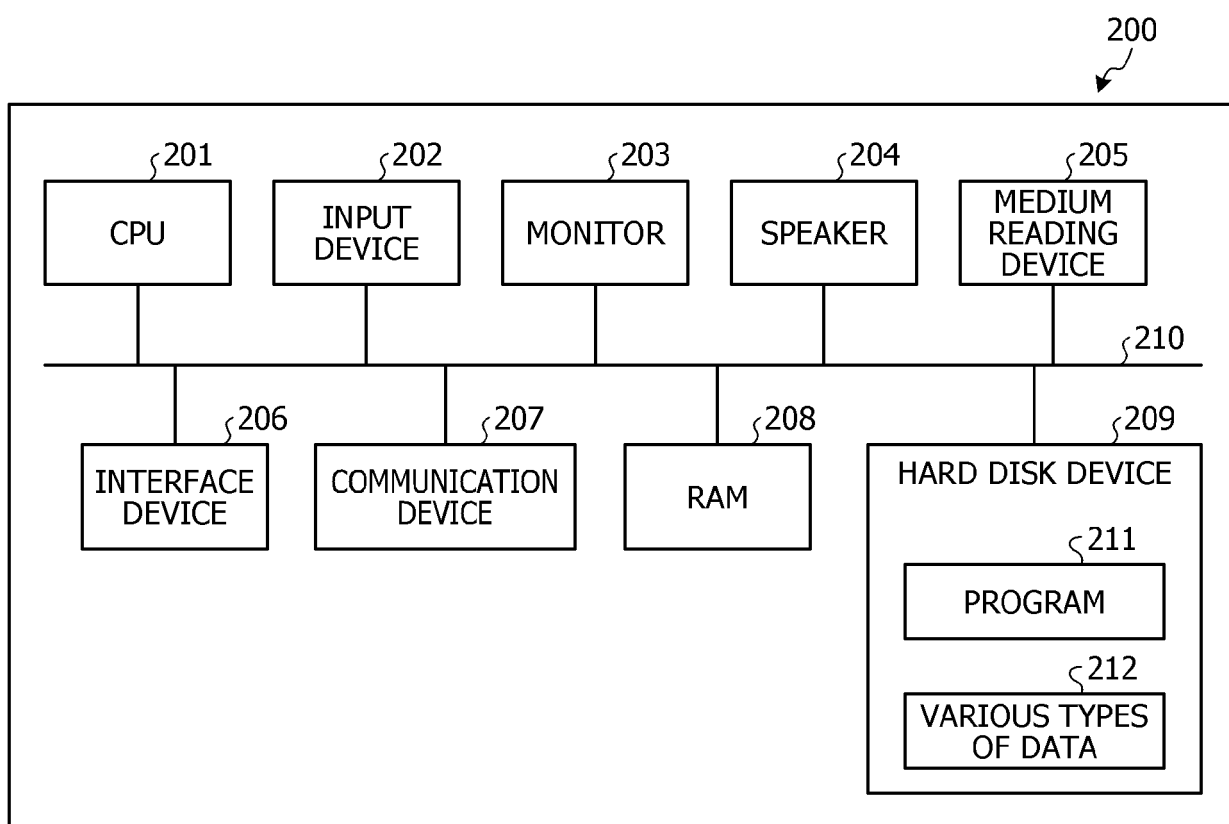 200
201
202
203
204
205
CPU
INPUT
DEVICE
MONITOR
SPEAKER
MEDIUM
READING
DEVICE
210
206
207
208
209
INTERFACE
DEVICE
COMMUNICATION
DEVICE
RAM
HARD DISK DEVICE
211
PROGRAM
212
VARIOUS TYPES
OF DATA